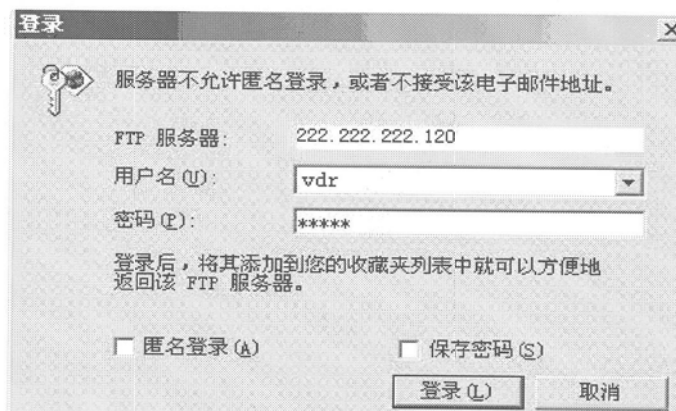 登录
服务器不允许匿名登录，或者不接受该电子邮件地址。
FTP 服务器: 222.222.222.120
用户名(U): vdr
密码(P): *****
登录后，将其添加到您的收藏夹列表中就可以方便地
返回该 FTP 服务器。
匿名登录(A) 保存密码(S)
登录(L) 取消